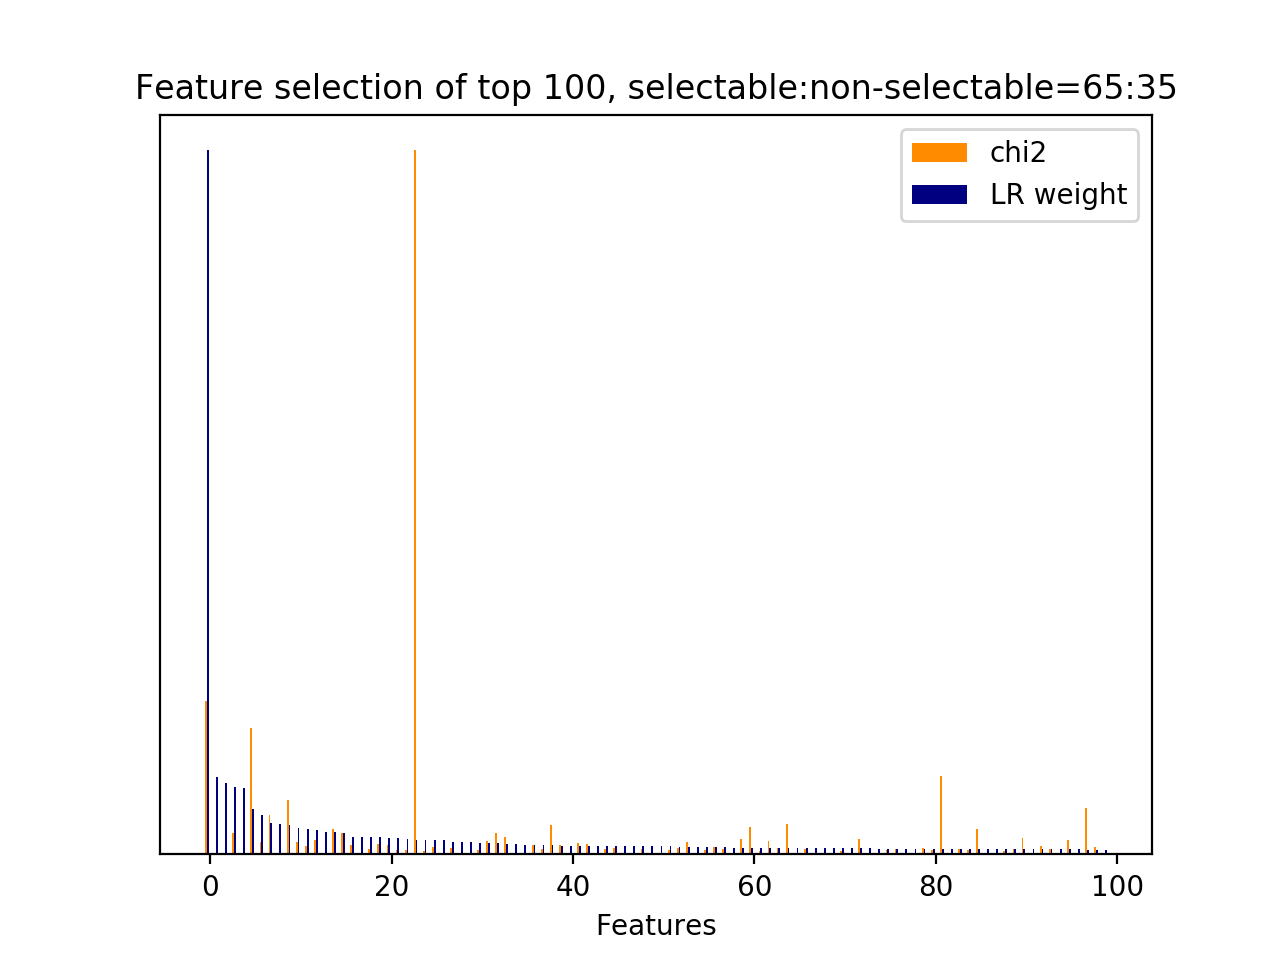 Feature selection of top 100, selectable:non-selectable=65:35
chi2
LR weight
0 20 40 60 80 100
Features